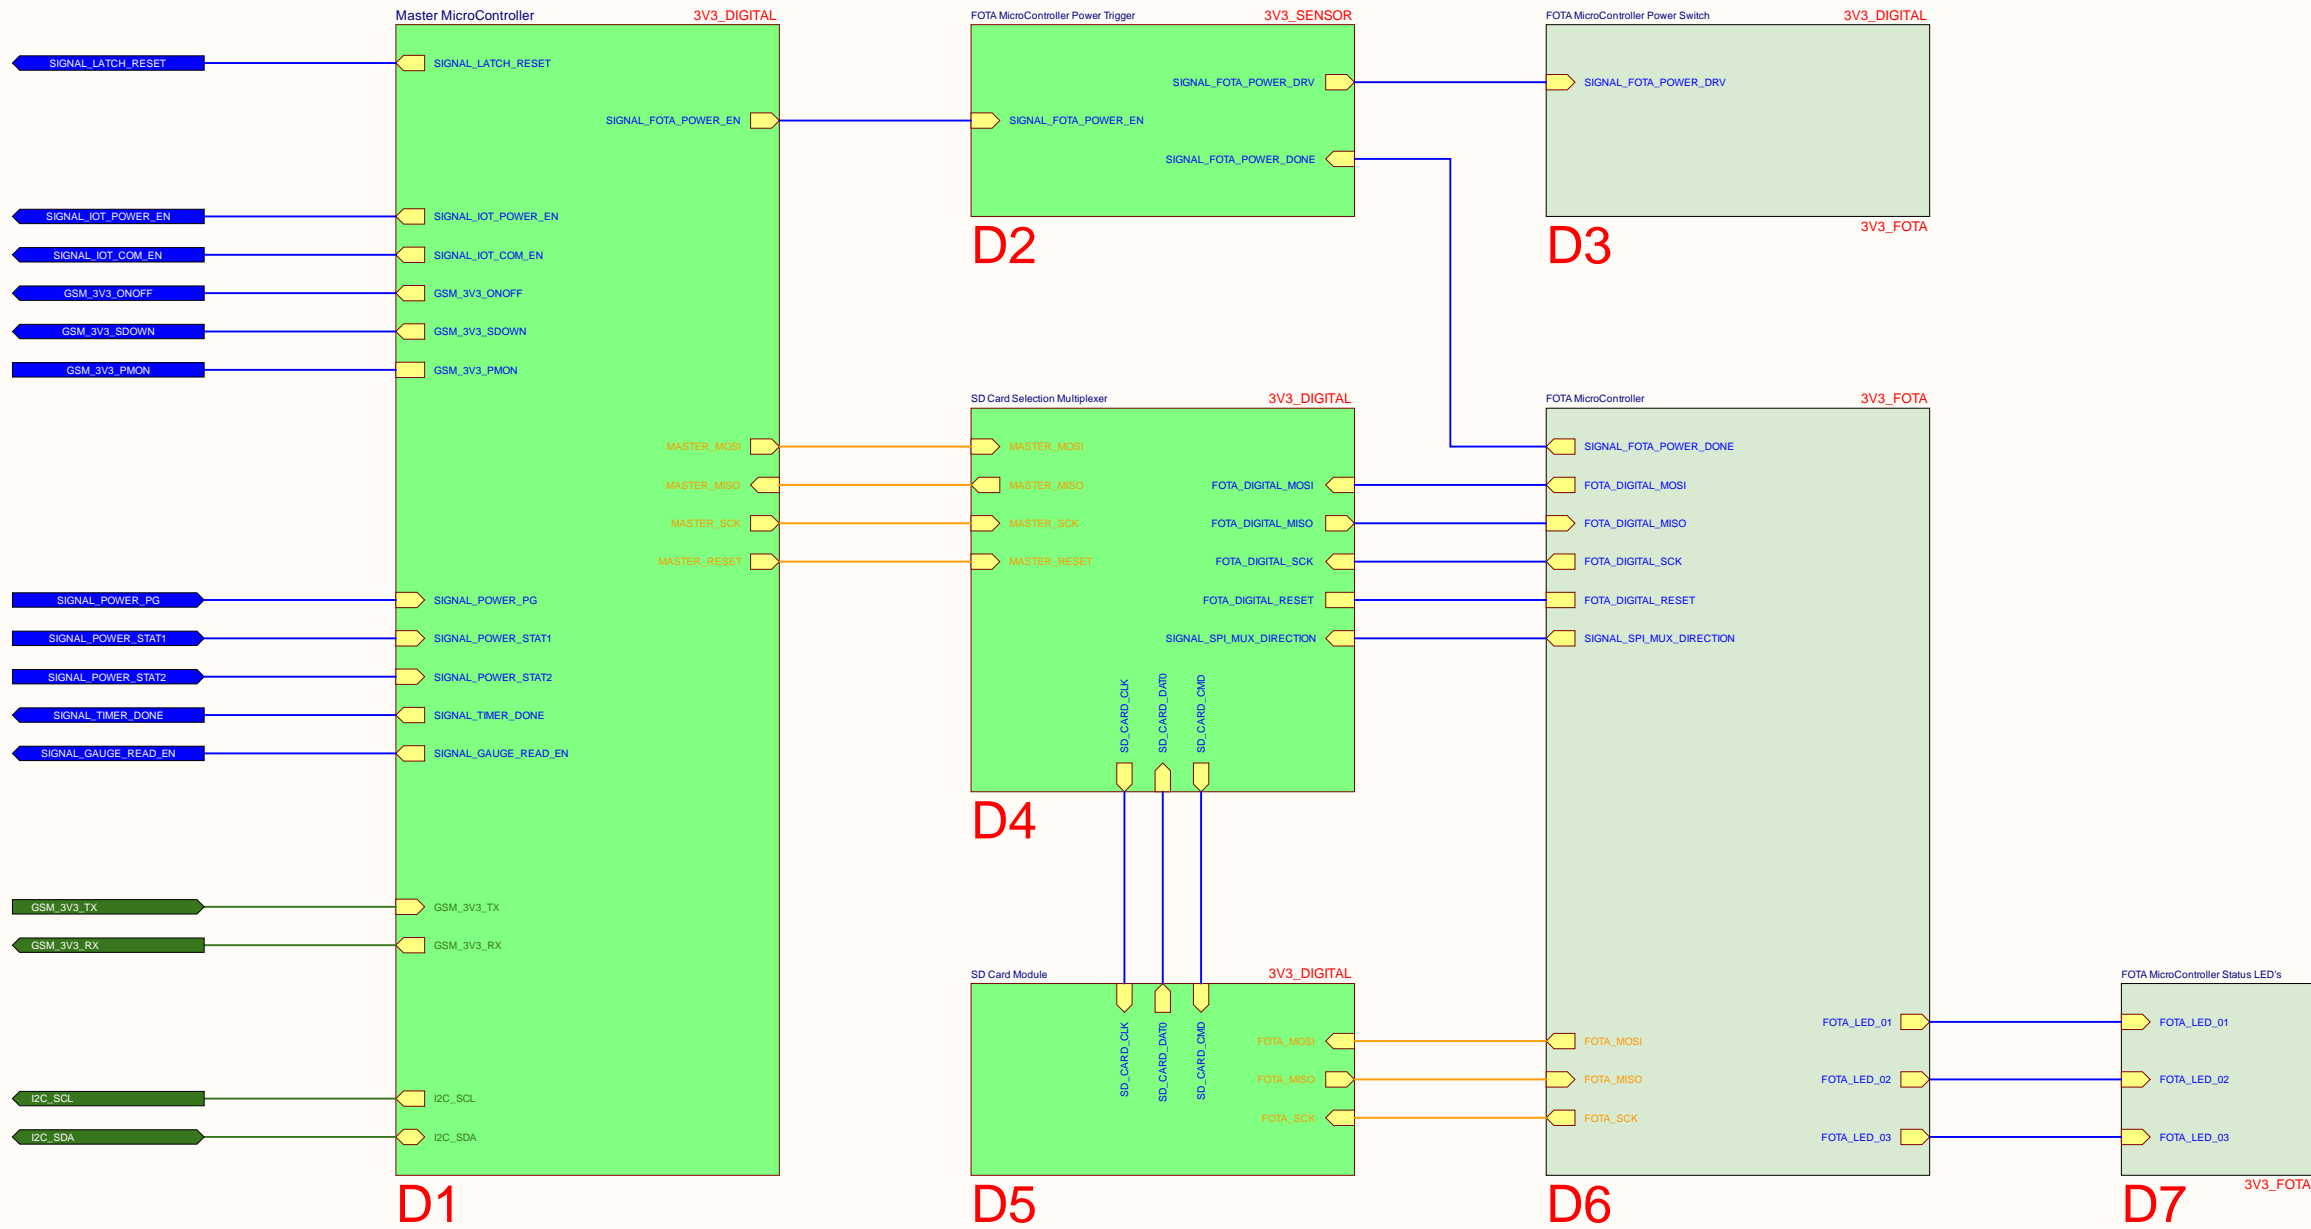 Master MicroController
3V3_DIGITAL
SIGNAL_LATCH_RESET
SIGNAL_LATCH_RESET
SIGNAL_FOTA_POWER_EN
SIGNAL_IOT_POWER_EN
SIGNAL_IOT_POWER_EN
SIGNAL_IOT_COM_EN
SIGNAL_IOT_COM_EN
GSM_3V3_ONOFF
GSM_3V3_ONOFF
GSM_3V3_SDOWN
GSM_3V3_SDOWN
GSM_3V3_PMON
GSM_3V3_PMON
MASTER_MOSI
MASTER_MISO
MASTER_SCK
MASTER_RESET
SIGNAL_POWER_PG
SIGNAL_POWER_PG
SIGNAL_POWER_STAT1
SIGNAL_POWER_STAT1
SIGNAL_POWER_STAT2
SIGNAL_POWER_STAT2
SIGNAL_TIMER_DONE
SIGNAL_TIMER_DONE
SIGNAL_GAUGE_READ_EN
SIGNAL_GAUGE_READ_EN
GSM_3V3_TX
GSM_3V3_TX
GSM_3V3_RX
GSM_3V3_RX
I2C_SCL
I2C_SCL
I2C_SDA
I2C_SDA
D1
FOTA MicroController Power Trigger
3V3_SENSOR
SIGNAL_FOTA_POWER_DRV
SIGNAL_FOTA_POWER_EN
SIGNAL_FOTA_POWER_DONE
D2
FOTA MicroController Power Switch
3V3_DIGITAL
SIGNAL_FOTA_POWER_DRV
3V3_FOTA
D3
SD Card Selection Multiplexer
3V3_DIGITAL
MASTER_MOSI
MASTER_MISO
MASTER_SCK
MASTER_RESET
FOTA_DIGITAL_MOSI
FOTA_DIGITAL_MISO
FOTA_DIGITAL_SCK
FOTA_DIGITAL_RESET
SIGNAL_SPI_MUX_DIRECTION
SD_CARD_CLK
SD_CARD_DAT0
SD_CARD_CMD
D4
SD Card Module
3V3_DIGITAL
SD_CARD_CLK
SD_CARD_DAT0
SD_CARD_CMD
FOTA_MOSI
FOTA_MISO
FOTA_SCK
D5
FOTA MicroController
3V3_FOTA
SIGNAL_FOTA_POWER_DONE
FOTA_DIGITAL_MOSI
FOTA_DIGITAL_MISO
FOTA_DIGITAL_SCK
FOTA_DIGITAL_RESET
SIGNAL_SPI_MUX_DIRECTION
FOTA_LED_01
FOTA_MOSI
FOTA_MISO
FOTA_LED_02
FOTA_SCK
FOTA_LED_03
D6
FOTA MicroController Status LED's
FOTA_LED_01
FOTA_LED_02
FOTA_LED_03
3V3_FOTA
D7